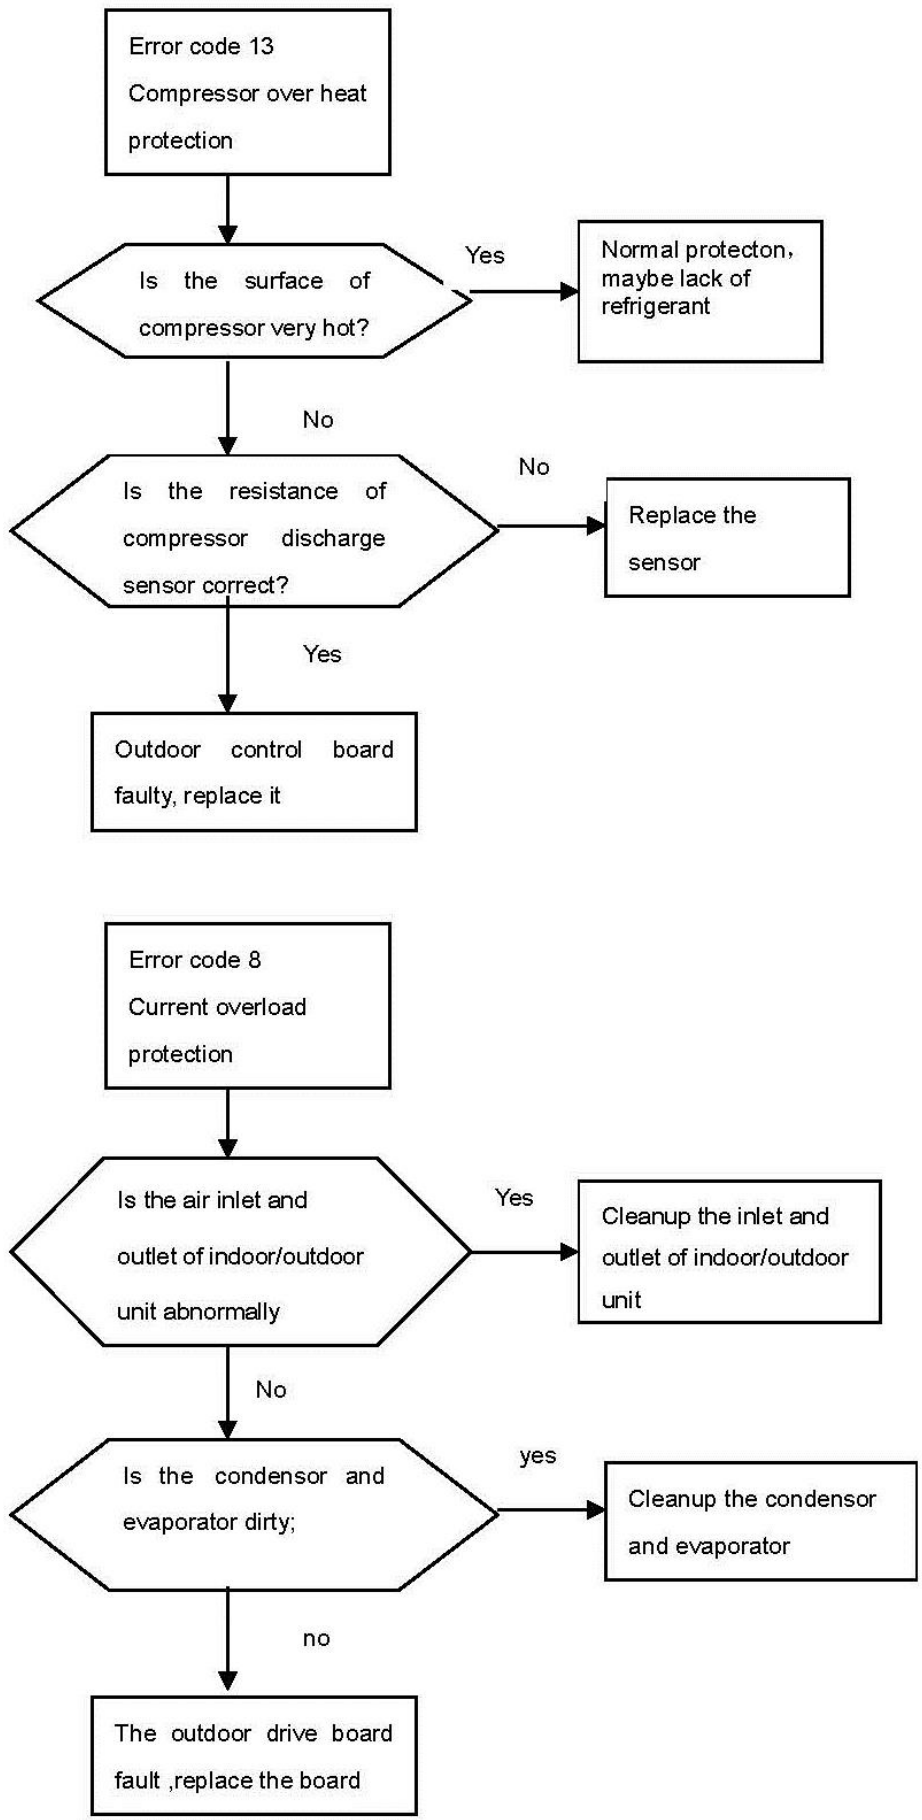 Error code 13
Compressor over heat
protection
Is the surface of
compressor very hot?
Yes
Normal protecton，
maybe lack of
refrigerant
No
Is the resistance of
compressor discharge
sensor correct?
No
Replace the
sensor
Yes
Outdoor control board
faulty, replace it
Error code 8
Current overload
protection
Is the air inlet and
outlet of indoor/outdoor
unit abnormally
Yes
Cleanup the inlet and
outlet of indoor/outdoor
unit
No
Is the condensor and
evaporator dirty;
yes
Cleanup the condensor
and evaporator
no
The outdoor drive board
fault ,replace the board